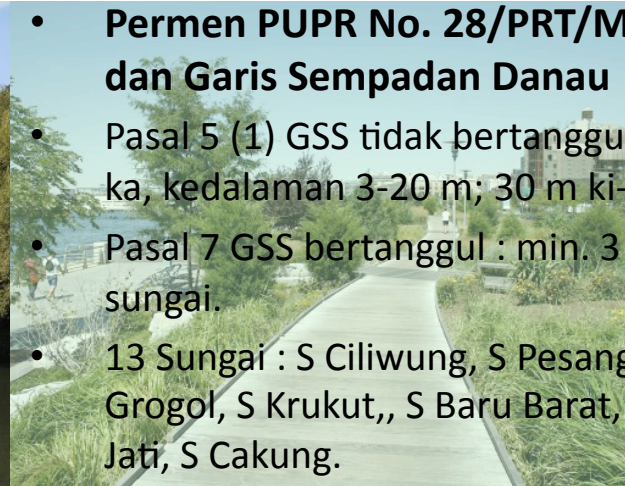 • Permen PUPR No. 28/PRT/M
dan Garis Sempadan Danau
• Pasal 5 (1) GSS tidak bertanggu
ka, kedalaman 3-20 m; 30 m ki-
• Pasal 7 GSS bertanggul : min. 3
sungai.
• 13 Sungai : S Ciliwung, S Pesang
Grogol, S Krukut,, S Baru Barat,
Jati, S Cakung.